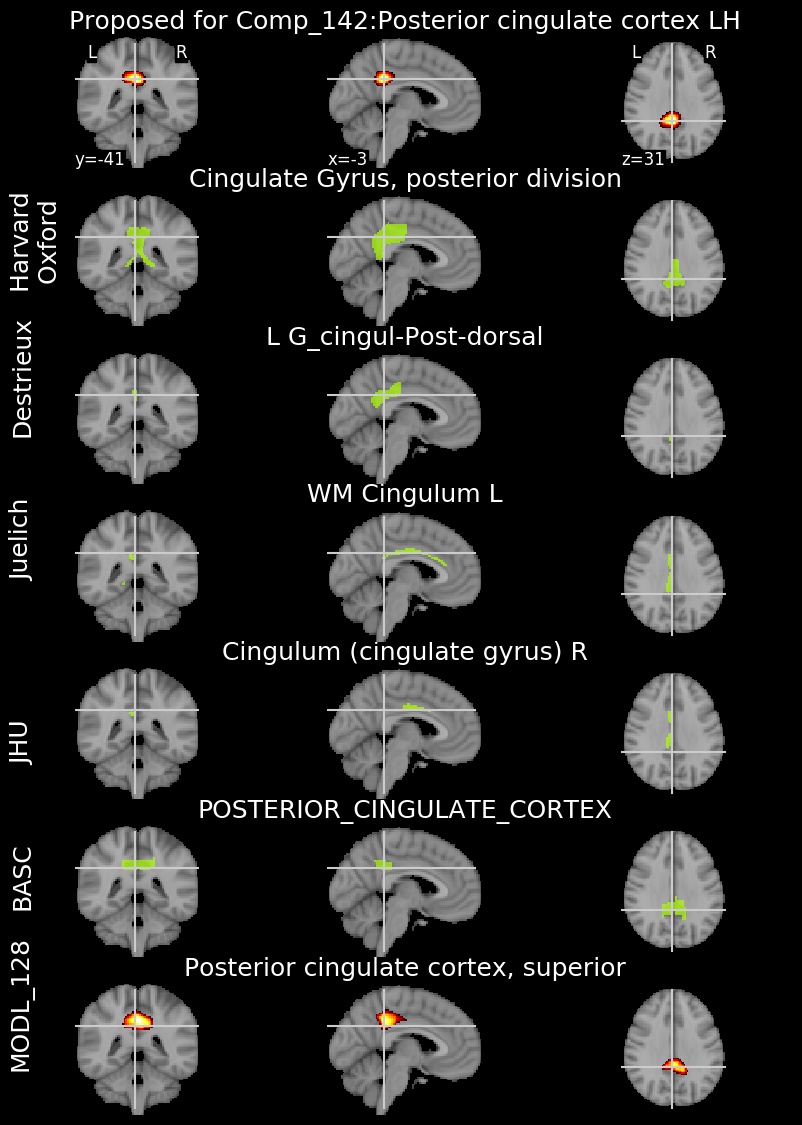 Proposed for Comp_142:Posterior cingulate cortex LH
L R L R
y=-41 x=-3 z=31
Cingulate Gyrus, posterior division
Harvard
Oxford
L G_cingul-Post-dorsal
Destrieux
WM Cingulum L
Juelich
Cingulum (cingulate gyrus) R
JHU
POSTERIOR_CINGULATE_CORTEX
BASC
Posterior cingulate cortex, superior
MODL_128